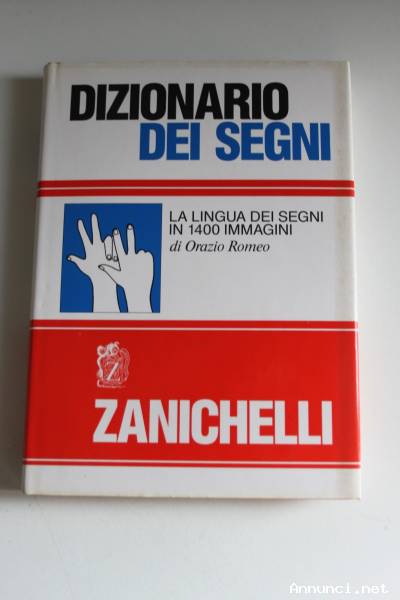 DIZIONARIO
DEI SEGNI
LA LINGUA DEI SEGNI
IN 1400 IMMAGINI
di Orazio Romeo
Z
ZANICHELLI
Annunci.net